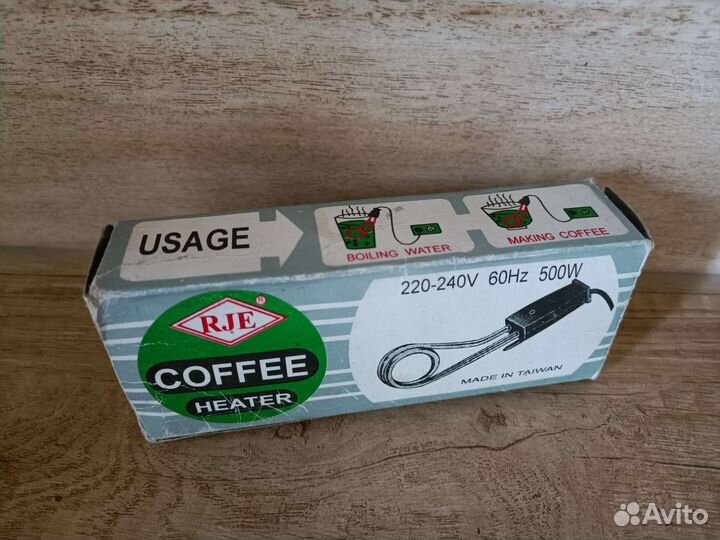 USAGE
BOILING WATER
MAKING COFFEE
220-240V 60Hz 500W
RJE ®
COFFEE
HEATER
MADE IN TAIWAN
Avito